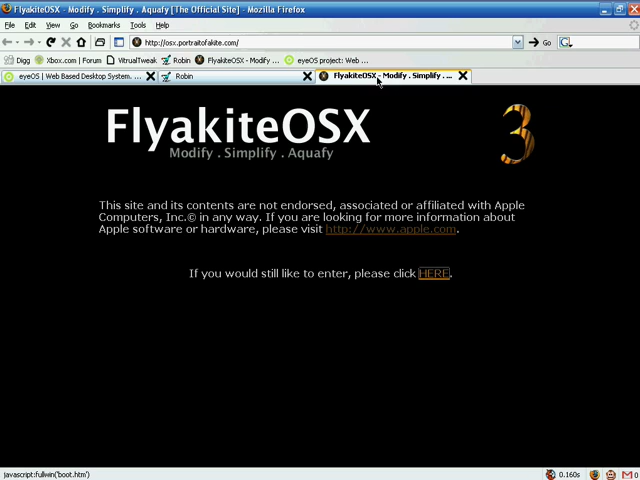 FlyakiteOSX - Modify . Simplify . Aquafy [The Official Site] - Mozilla Firefox
File Edit View Go Bookmarks Tools Help
http://osx.portraitofakite.com/ Go
Digg Xbox.com | Forum VitrualTweak Robin FlyakiteOSX - Modify ... eyeOS project: Web ...
eyeOS | Web Based Desktop System. ... Robin FlyakiteOSX - Modify . Simplify . ...
FlyakiteOSX 3
Modify . Simplify . Aquafy
This site and its contents are not endorsed, associated or affiliated with Apple
Computers, Inc.© in any way. If you are looking for more information about
Apple software or hardware, please visit http://www.apple.com.
If you would still like to enter, please click HERE.
javascript:fullwin('boot.htm') 0.160s 0